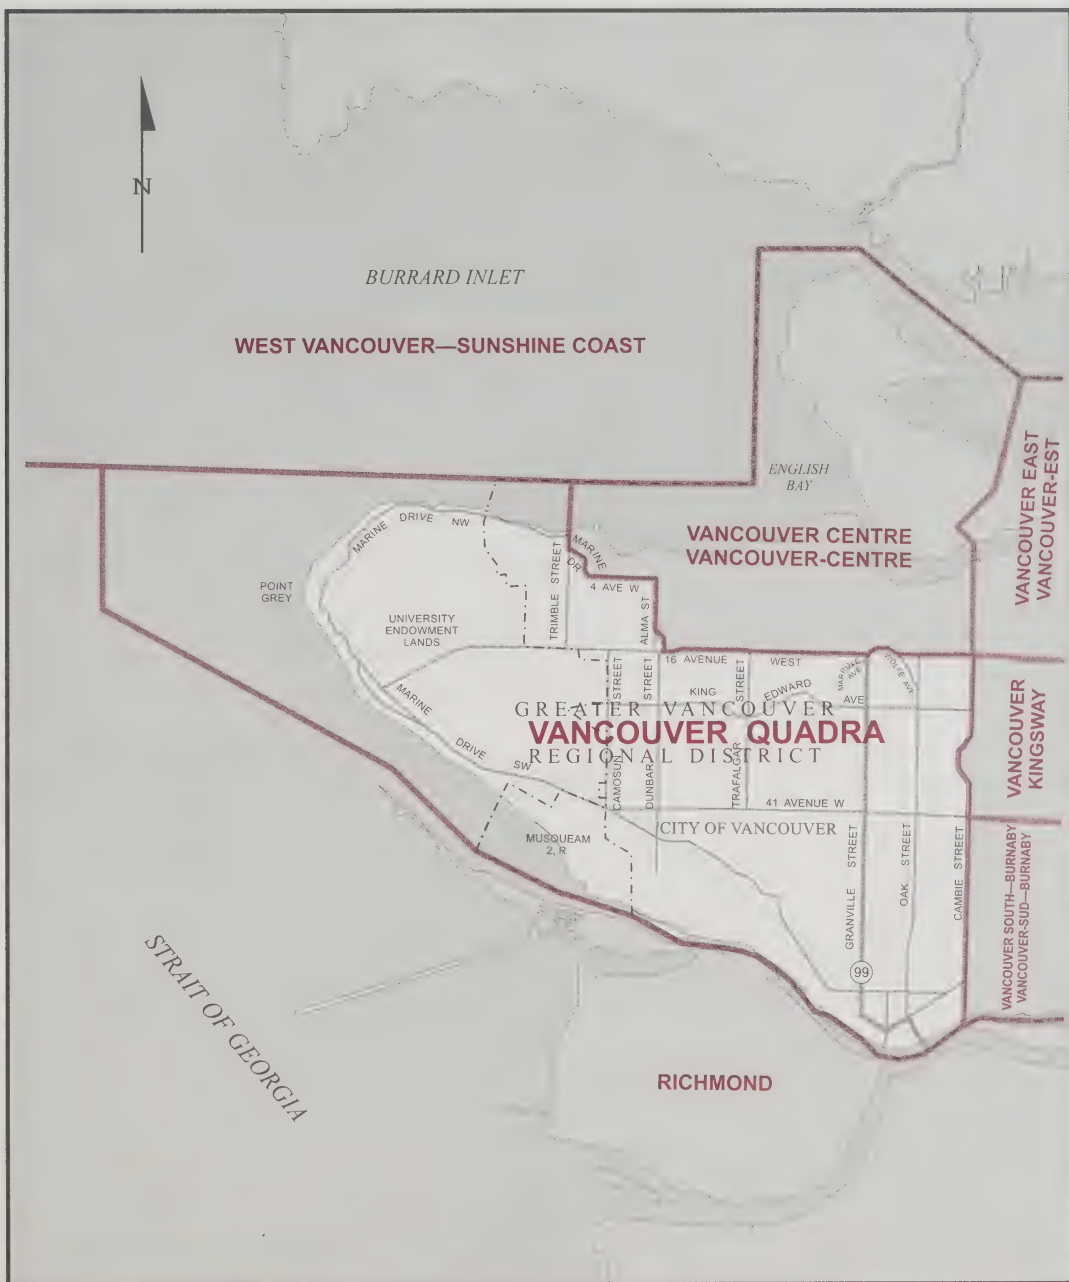 N
BURRARD INLET
WEST VANCOUVER—SUNSHINE COAST
ENGLISH
BAY
VANCOUVER EAST
VANCOUVER-EST
VANCOUVER CENTRE
VANCOUVER-CENTRE
MARINE DRIVE NW
MARINE
DR
TRIMBLE STREET
4 AVE W
ALMA ST
POINT
GREY
UNIVERSITY
ENDOWMENT
LANDS
16 AVENUE WEST
MARPOLE
AVE
WOLFE AVE
CAMOSUN STREET
DUNBAR STREET
TRAFALGAR STREET
KING EDWARD AVE
GREATER VANCOUVER
VANCOUVER QUADRA
REGIONAL DISTRICT
VANCOUVER
KINGSWAY
MARINE DRIVE SW
41 AVENUE W
CITY OF VANCOUVER
MUSQUEAM
2, R
GRANVILLE STREET
OAK STREET
CAMBIE STREET
VANCOUVER SOUTH—BURNABY
VANCOUVER-SUD—BURNABY
99
STRAIT OF GEORGIA
RICHMOND